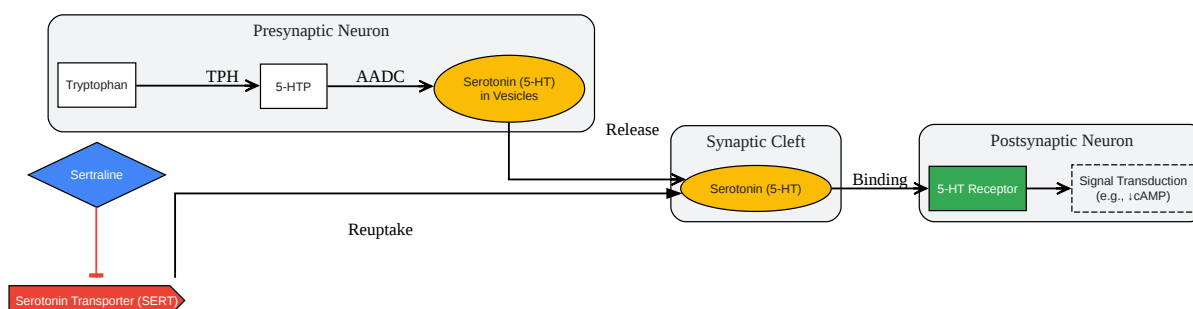 Presynaptic Neuron
Tryptophan
TPH
5-HTP
AADC
Serotonin (5-HT)
in Vesicles
Release
Synaptic Cleft
Serotonin (5-HT)
Binding
Postsynaptic Neuron
5-HT Receptor
Signal Transduction
(e.g., ↓cAMP)
Sertraline
Reuptake
Serotonin Transporter (SERT)